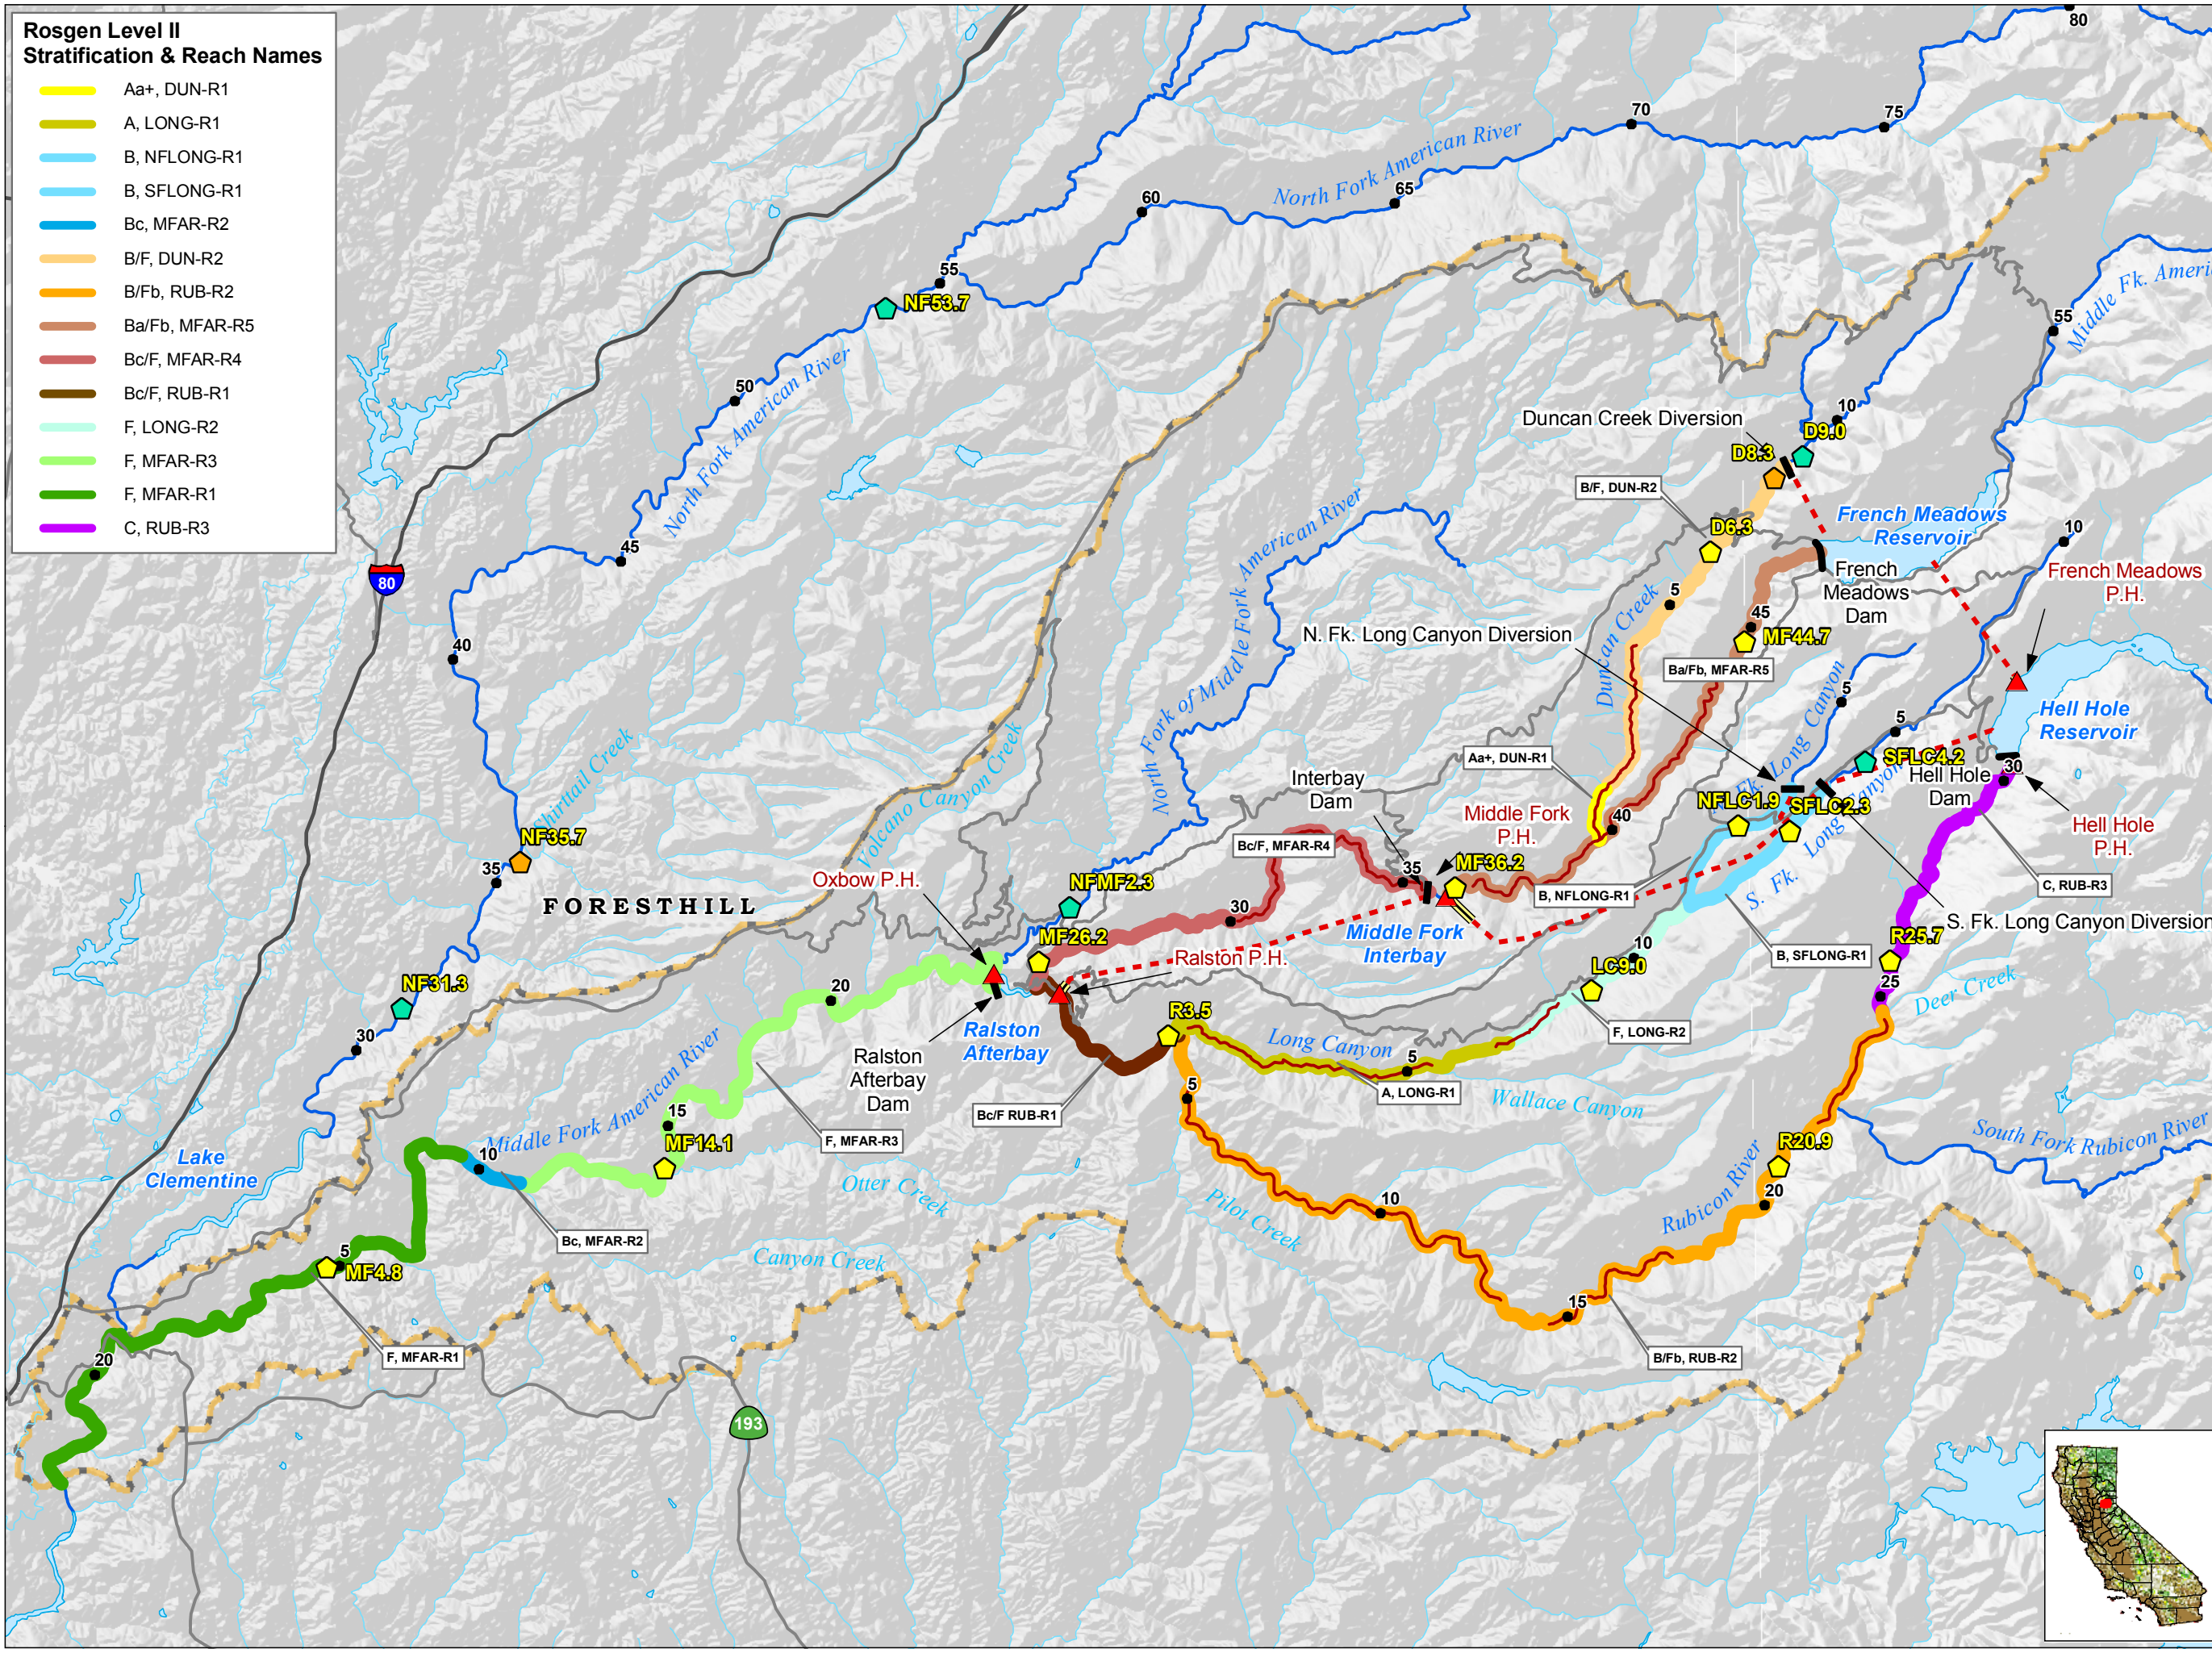 Rosgen Level II
Stratification & Reach Names
Aa+, DUN-R1
A, LONG-R1
B, NFLONG-R1
B, SFLONG-R1
Bc, MFAR-R2
B/F, DUN-R2
B/Fb, RUB-R2
Ba/Fb, MFAR-R5
Bc/F, MFAR-R4
Bc/F, RUB-R1
F, LONG-R2
F, MFAR-R3
F, MFAR-R1
C, RUB-R3
80
70
75
North Fork American River
65
60
55
NF53.7
Middle Fk. Ameri
55
50
North Fork American River
45
80
40
Duncan Creek Diversion
10
D9.0
D8.3
B/F, DUN-R2
D6.3
French Meadows
Reservoir
10
French
Meadows
Dam
French Meadows
P.H.
5
Duncan Creek
45
MF44.7
N. Fk. Long Canyon Diversion
Ba/Fb, MFAR-R5
North Fork of Middle Fork American River
Fk. Long Canyon
5
5
Hell Hole
Reservoir
SFLC4.2
Hell Hole
Dam
30
Aa+, DUN-R1
Interbay
Dam
NFLC1.9
SFLC2.3
S. Fk.
Long Canyon
Middle Fork
P.H.
40
Hell Hole
P.H.
Shirttail Creek
NF35.7
35
Volcano Canyon Creek
Bc/F, MFAR-R4
35
MF36.2
Oxbow P.H.
NFMF2.3
B, NFLONG-R1
C, RUB-R3
FORESTHILL
30
Middle Fork
Interbay
S. Fk. Long Canyon Diversion
MF26.2
Ralston P.H.
10
B, SFLONG-R1
R25.7
LC9.0
25
Deer Creek
NF31.3
30
20
R3.5
F, LONG-R2
Ralston
Afterbay
Long Canyon
Ralston
Afterbay
Dam
5
5
A, LONG-R1
Wallace Canyon
Bc/F RUB-R1
15
Middle Fork American River
MF14.1
F, MFAR-R3
10
South Fork Rubicon River
R20.9
Lake
Clementine
Otter Creek
Pilot Creek
20
Rubicon River
10
Bc, MFAR-R2
5
MF4.8
Canyon Creek
15
F, MFAR-R1
B/Fb, RUB-R2
20
193